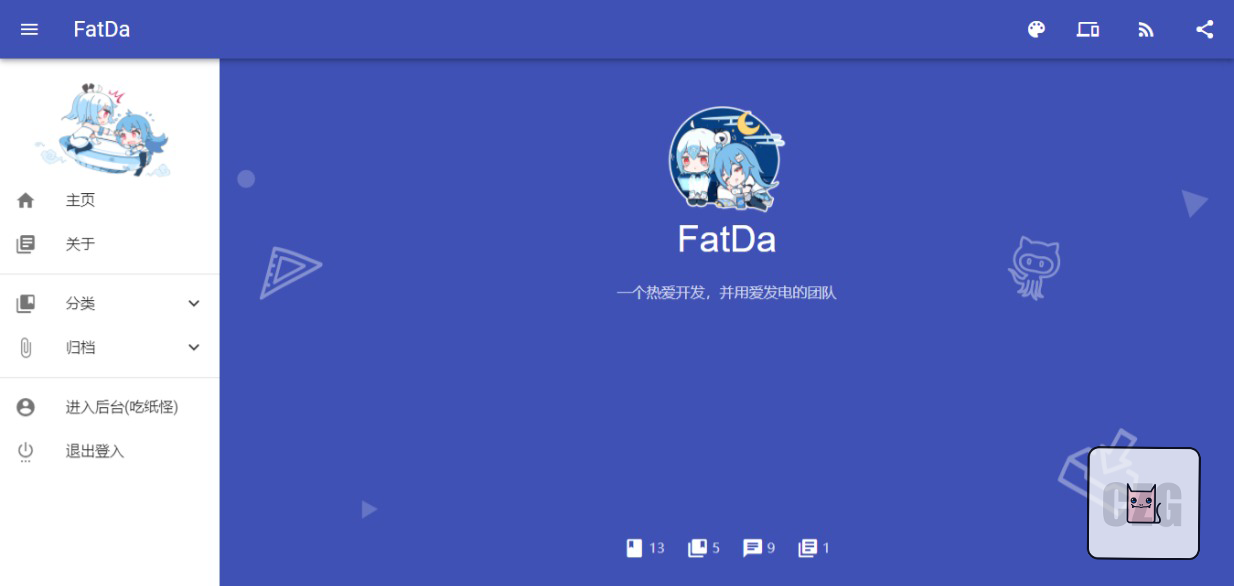 FatDa
主页
关于
分类
归档
进入后台(吃纸怪)
退出登入
FatDa
一个热爱开发，并用爱发电的团队
13 5 9 1
CZG